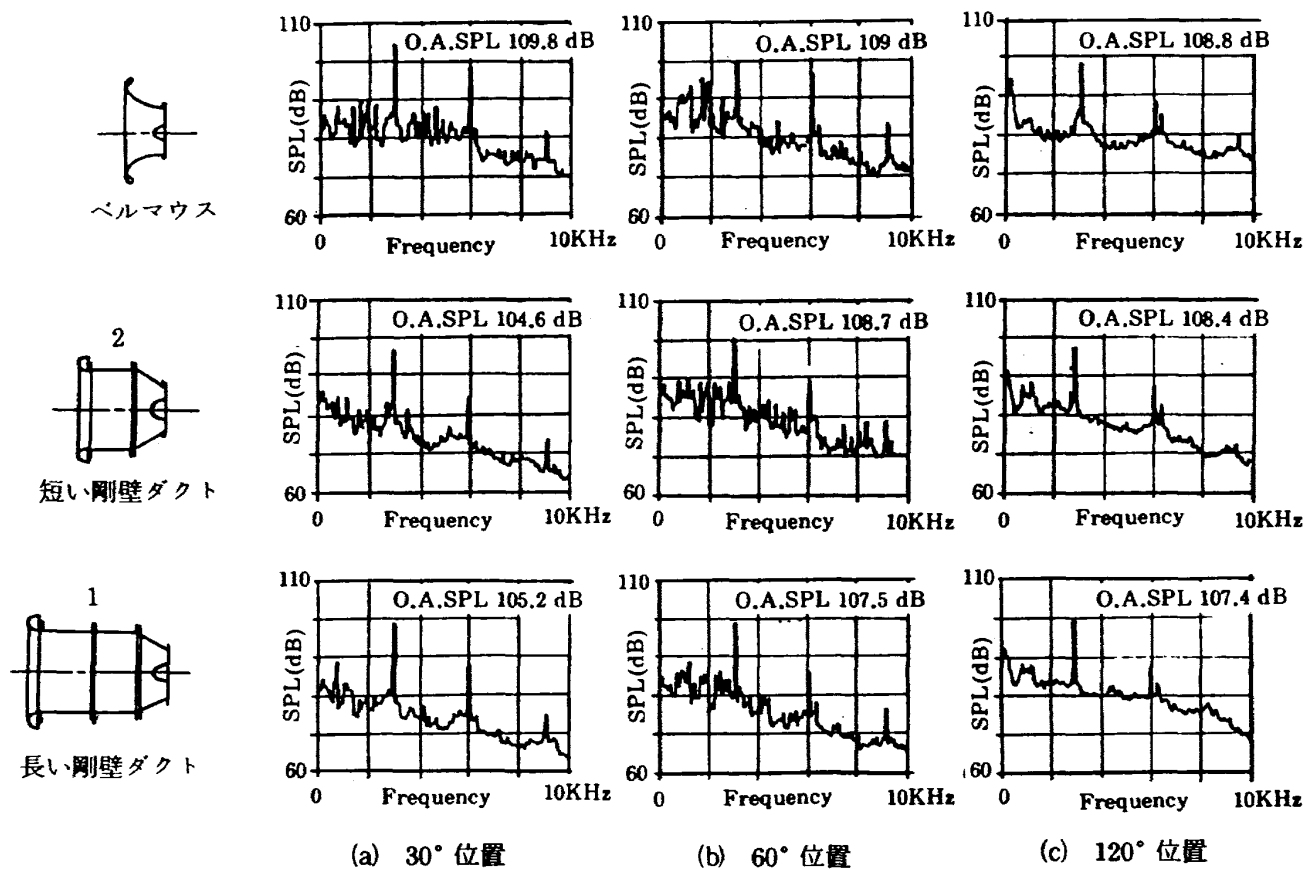 110
O.A.SPL 109.8 dB
SPL(dB)
60
0
Frequency
10KHz
110
O.A.SPL 109 dB
SPL(dB)
60
0
Frequency
10KHz
110
O.A.SPL 108.8 dB
SPL(dB)
60
0
Frequency
10KHz
ベルマウス
110
O.A.SPL 104.6 dB
SPL(dB)
60
0
Frequency
10KHz
110
O.A.SPL 108.7 dB
SPL(dB)
60
0
Frequency
10KHz
110
O.A.SPL 108.4 dB
SPL(dB)
60
0
Frequency
10KHz
2
短い剛壁ダクト
110
O.A.SPL 105.2 dB
SPL(dB)
60
0
Frequency
10KHz
110
O.A.SPL 107.5 dB
SPL(dB)
60
0
Frequency
10KHz
110
O.A.SPL 107.4 dB
SPL(dB)
60
0
Frequency
10KHz
1
長い剛壁ダクト
(a) 30° 位置
(b) 60° 位置
(c) 120° 位置